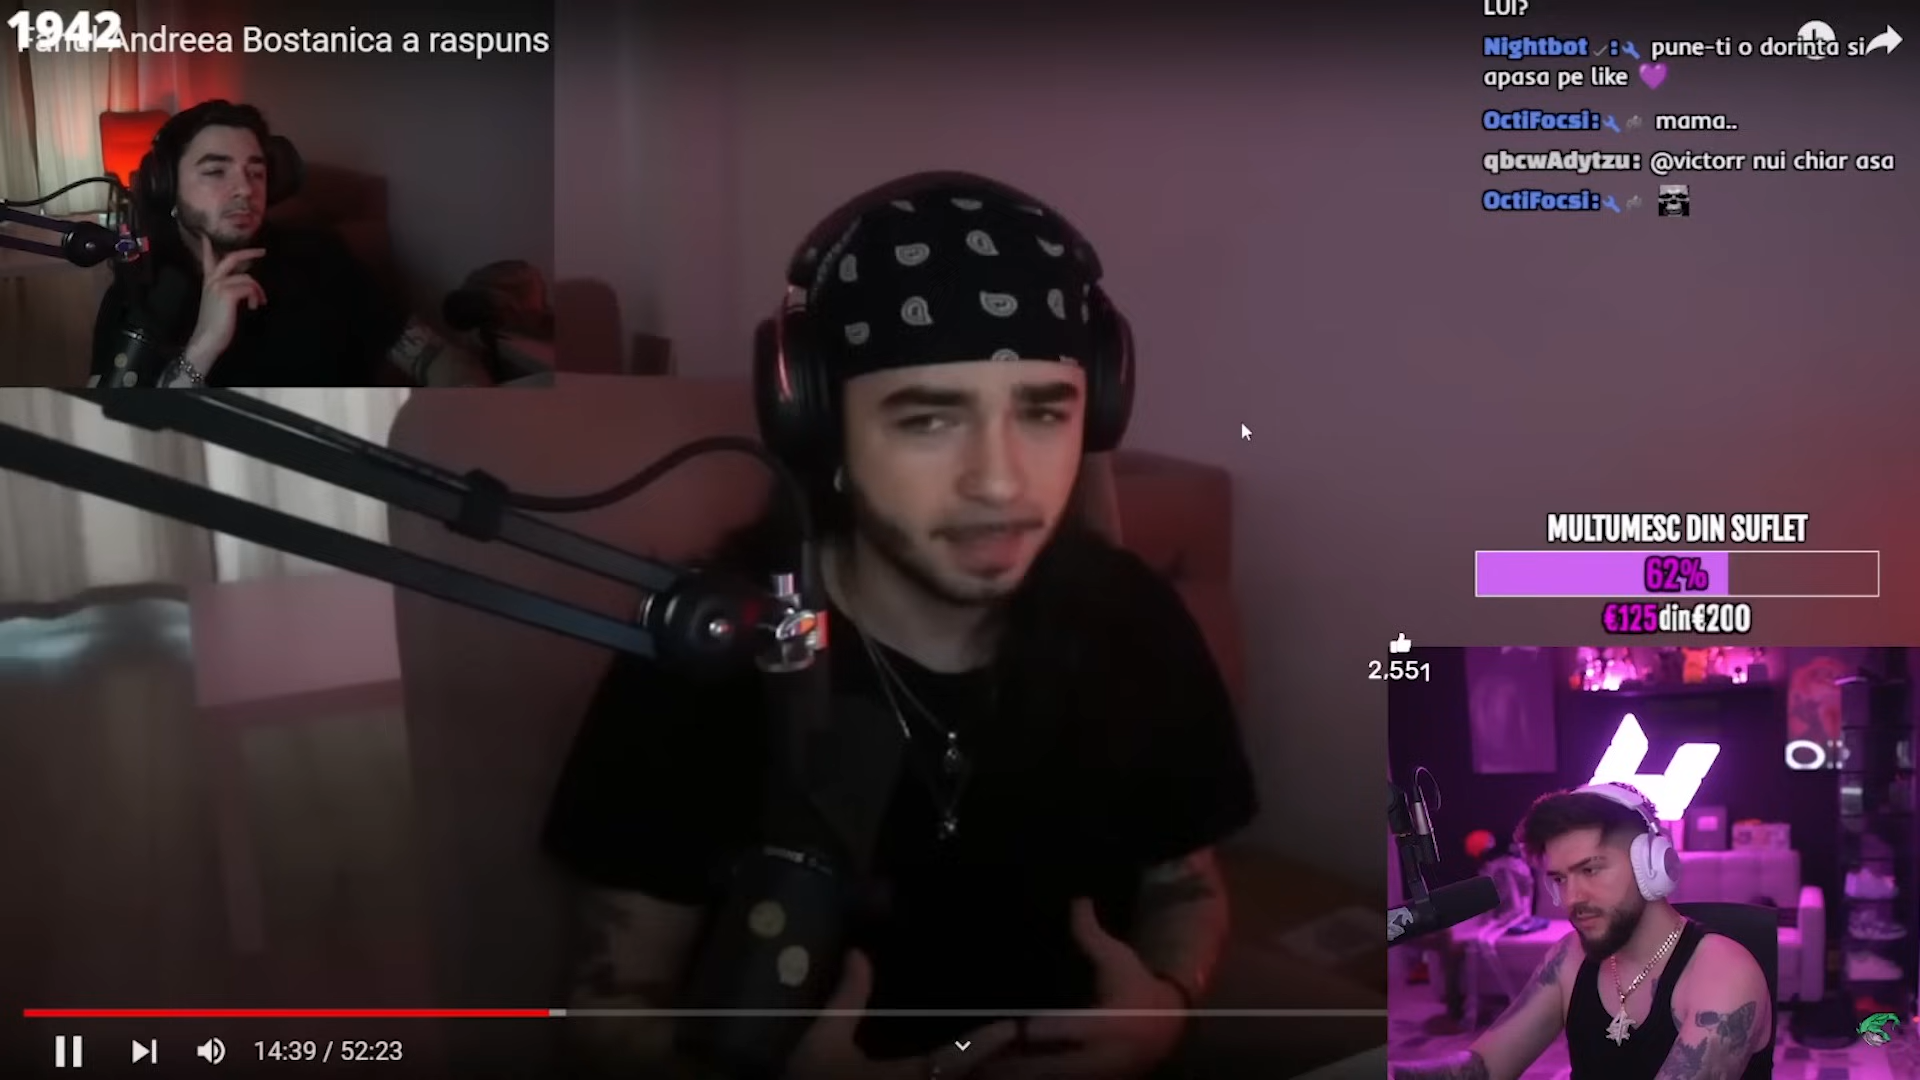 1942
Andreea Bostanica a raspuns
LUI?
Nightbot : pune-ti o dorinta si
apasa pe like 💜
OctiFocsi: mama..
qbcwAdytzu: @victorr nui chiar asa
OctiFocsi:
MULTUMESC DIN SUFLET
62%
€125din€200
2,551
14:39 / 52:23